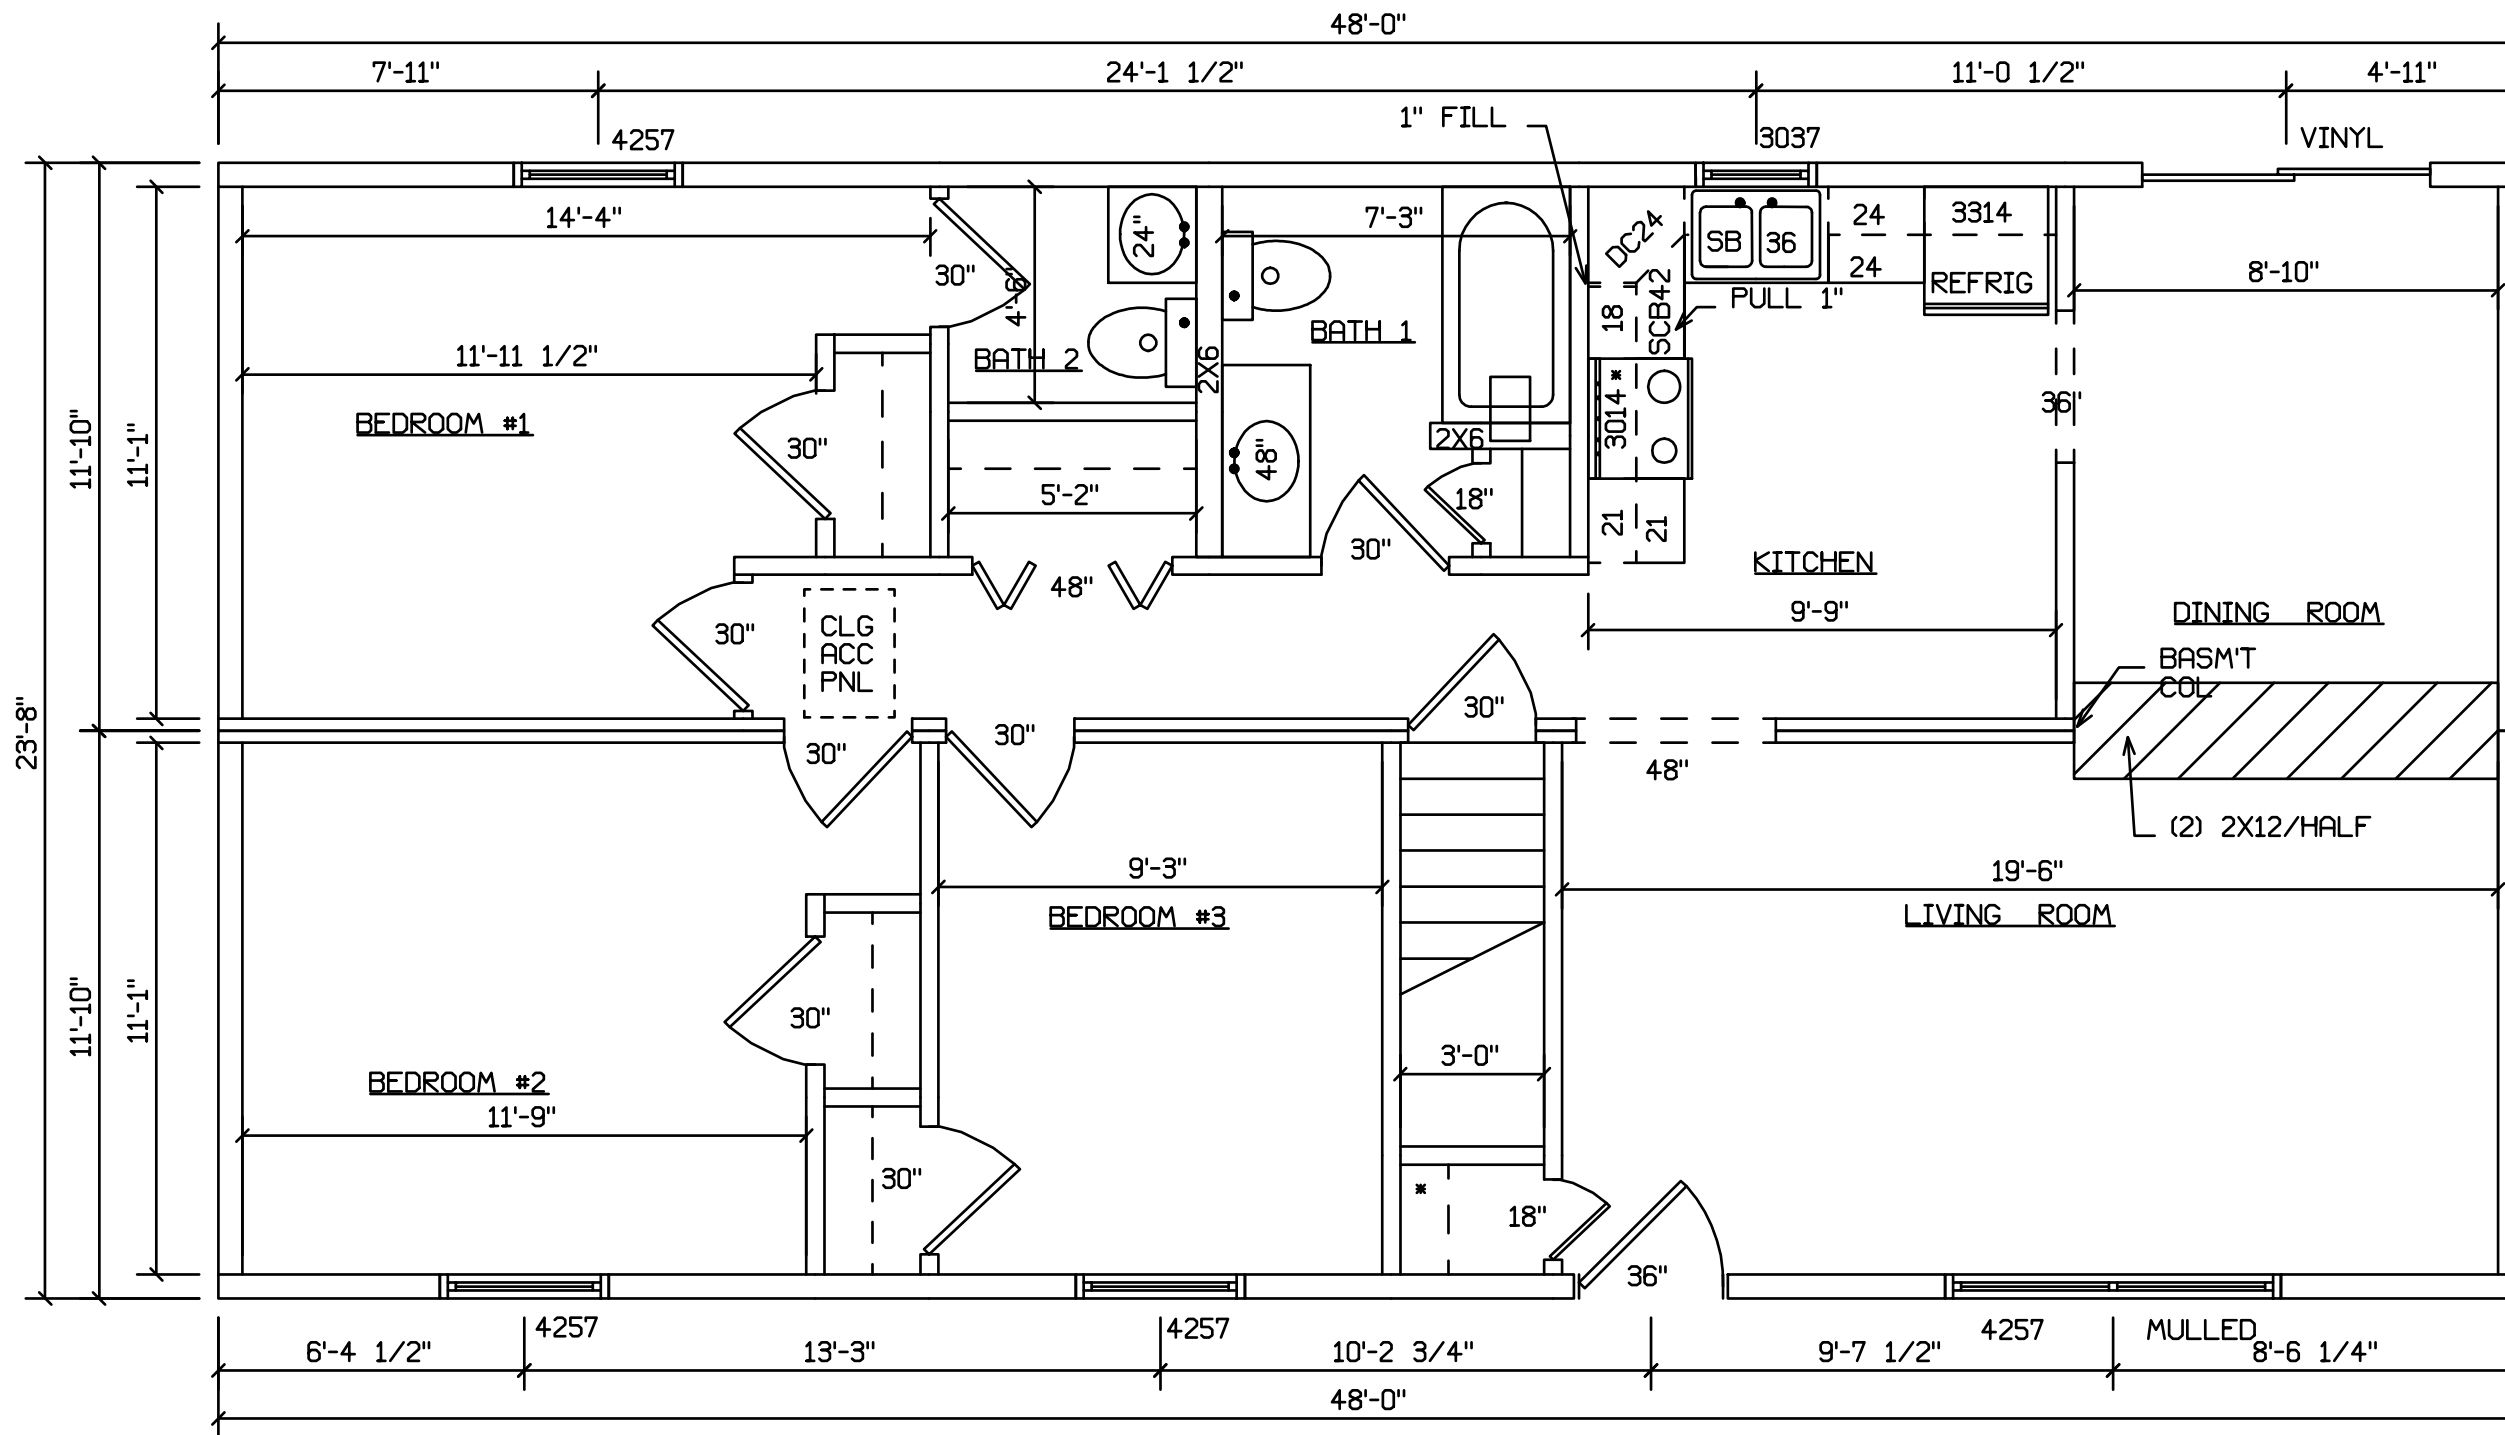 48'-0"
7'-11"
24'-1 1/2"
11'-0 1/2"
4'-11"
1" FILL
4257
3037
VINYL
14'-4"
24"
7'-3"
DC24
SB
36
24
3314
30"
4'-6"
24
REFRIG
8'-10"
18
SCB42
PULL 1"
BATH 1
11'-11 1/2"
BATH 2
2X6
36"
3014*
BEDROOM #1
11'-10"
11'-1"
30"
2X6
48"
5'-2"
18"
21
21
30"
KITCHEN
48"
9'-9"
DINING ROOM
30"
CLG
ACC
PNL
BASM'T
COL
23'-8"
30"
30"
30"
48"
(2) 2X12/HALF
9'-3"
19'-6"
BEDROOM #3
LIVING ROOM
11'-10"
11'-1"
30"
3'-0"
BEDROOM #2
11'-9"
30"
*
18"
36"
4257
4257
4257 MULLED
6'-4 1/2"
13'-3"
10'-2 3/4"
9'-7 1/2"
8'-6 1/4"
48'-0"